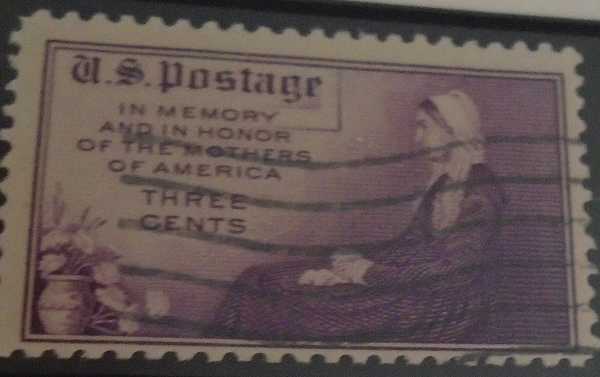 U.S. Postage
IN MEMORY
AND IN HONOR
OF THE MOTHERS
OF AMERICA
THREE
CENTS